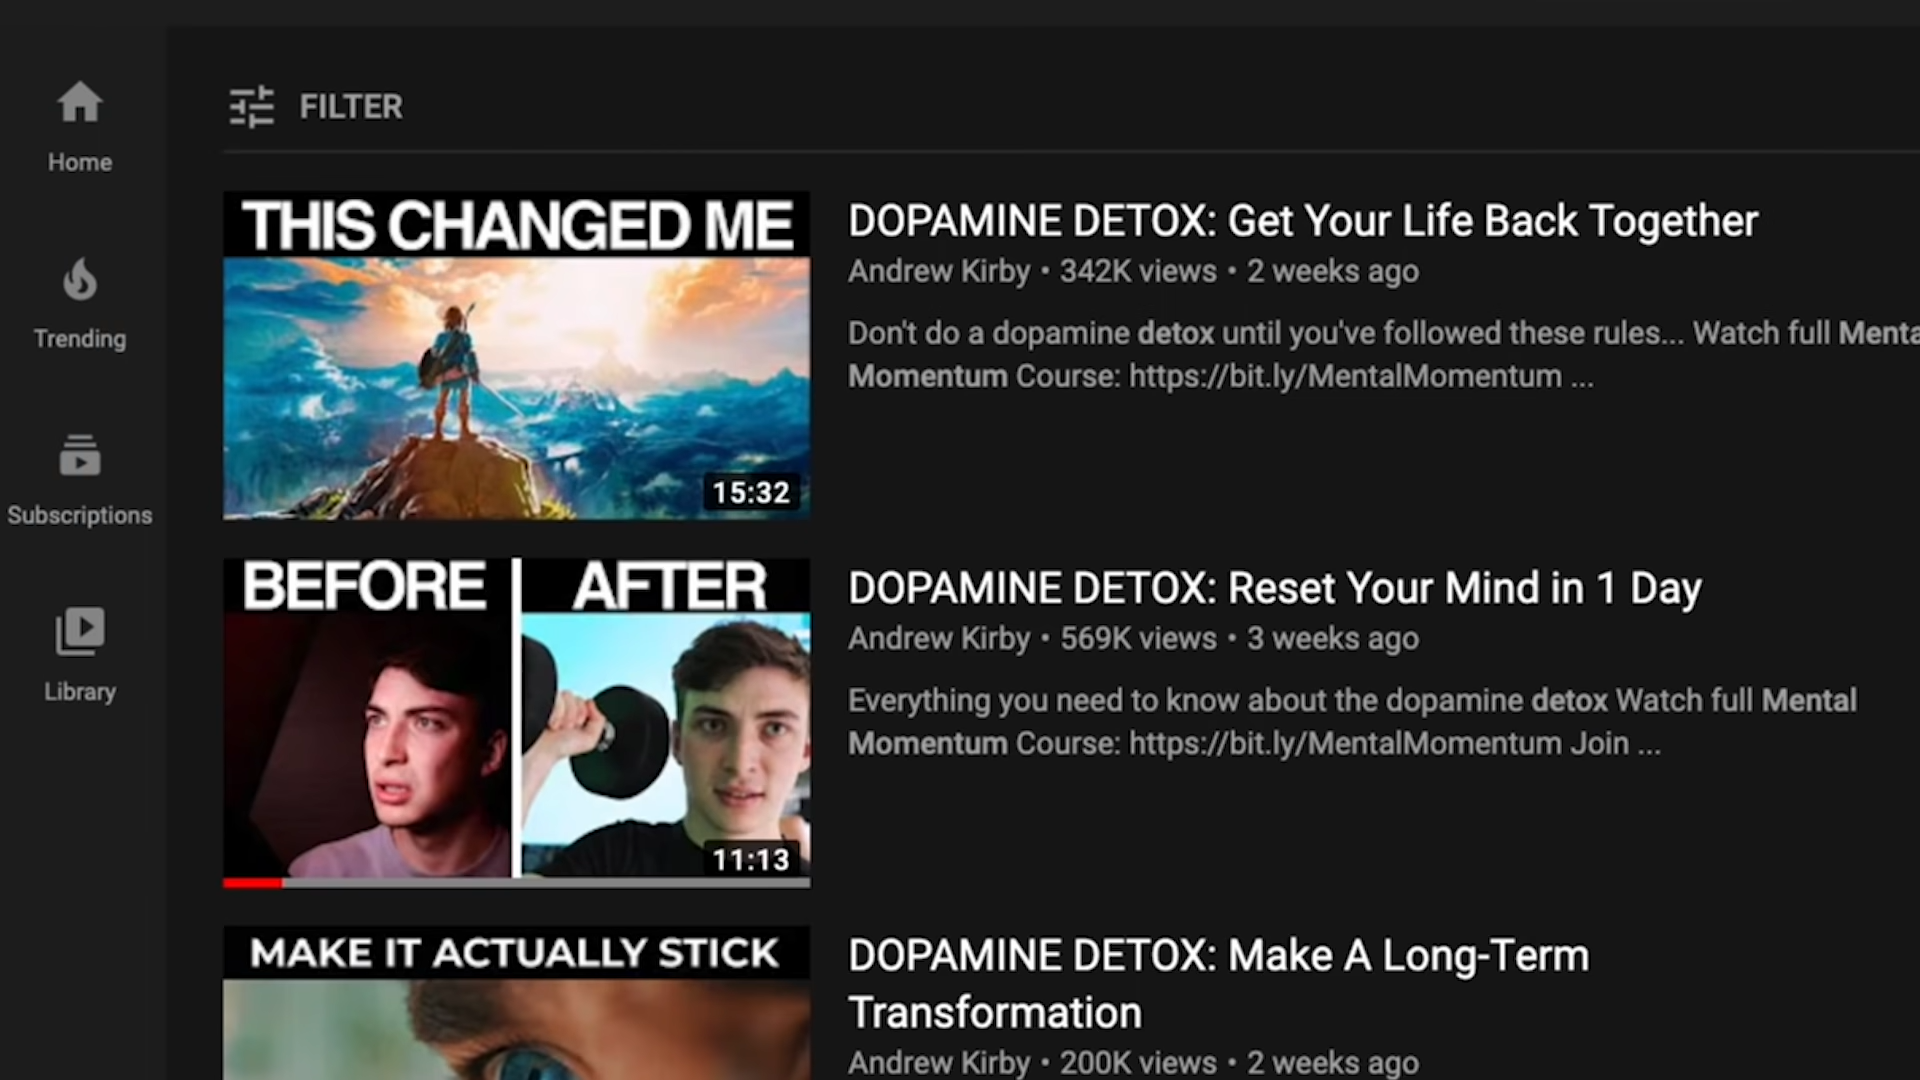 FILTER
Home
Trending
Subscriptions
Library
THIS CHANGED ME
15:32
DOPAMINE DETOX: Get Your Life Back Together
Andrew Kirby • 342K views • 2 weeks ago
Don't do a dopamine detox until you've followed these rules... Watch full Menta
Momentum Course: https://bit.ly/MentalMomentum ...
BEFORE AFTER
11:13
DOPAMINE DETOX: Reset Your Mind in 1 Day
Andrew Kirby • 569K views • 3 weeks ago
Everything you need to know about the dopamine detox Watch full Mental
Momentum Course: https://bit.ly/MentalMomentum Join ...
MAKE IT ACTUALLY STICK
DOPAMINE DETOX: Make A Long-Term
Transformation
Andrew Kirby • 200K views • 2 weeks ago